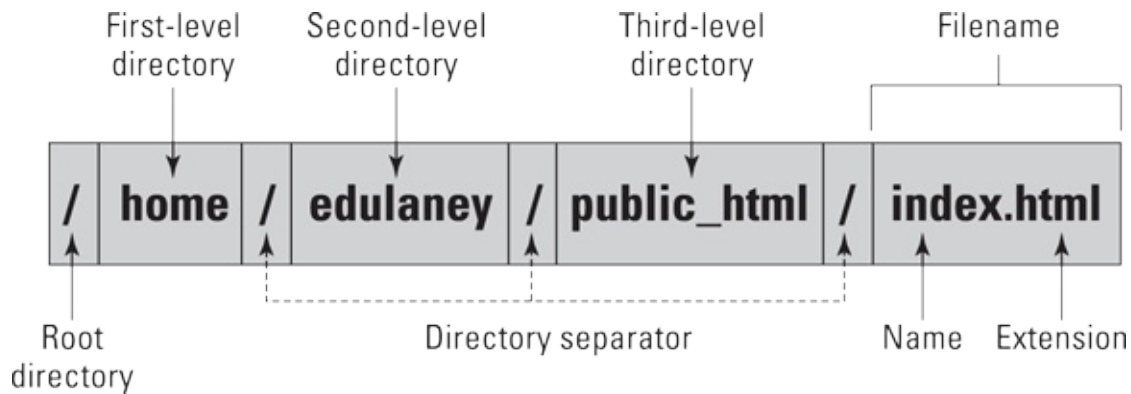 First-level Second-level Third-level Filename
directory directory directory
/ home / edulaney / public_html / index.html
Root Directory separator Name Extension
directory